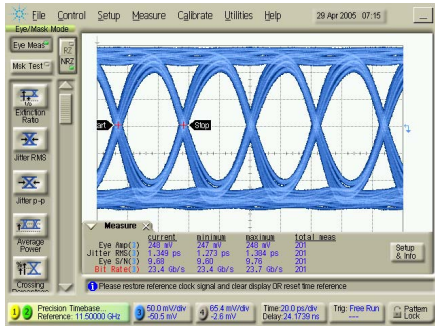 File Control Setup Measure Calibrate Utilities Help 29 Apr 2005 07:15
Eye/Mask Mode
Eye Meas
RZ
NRZ
Msk Test
Extinction
Ratio
Jitter RMS
Jitter p-p
Average
Power
Crossing
art
Stop
Measure
current minimum maximum total meas
Eye Amp(3) 248 mV 247 mV 248 mV 201
Jitter RMS(3) 1.349 ps 1.273 ps 1.384 ps 201
Eye S/N(3) 9.68 9.60 9.76 201
Bit Rate(3) 23.4 Gb/s 23.4 Gb/s 23.7 Gb/s 201
Setup
& Info
Please restore reference clock signal and clear display OR reset time reference
1 2 Precision Timebase...
Reference: 11.50000 GHz
3 50.0 mV/div
-50.5 mV
4 65.4 mV/div
-2.6 mV
Time:20.0 ps/div
Delay:24.1739 ns
Trig: Free Run
---
Pattern
Lock